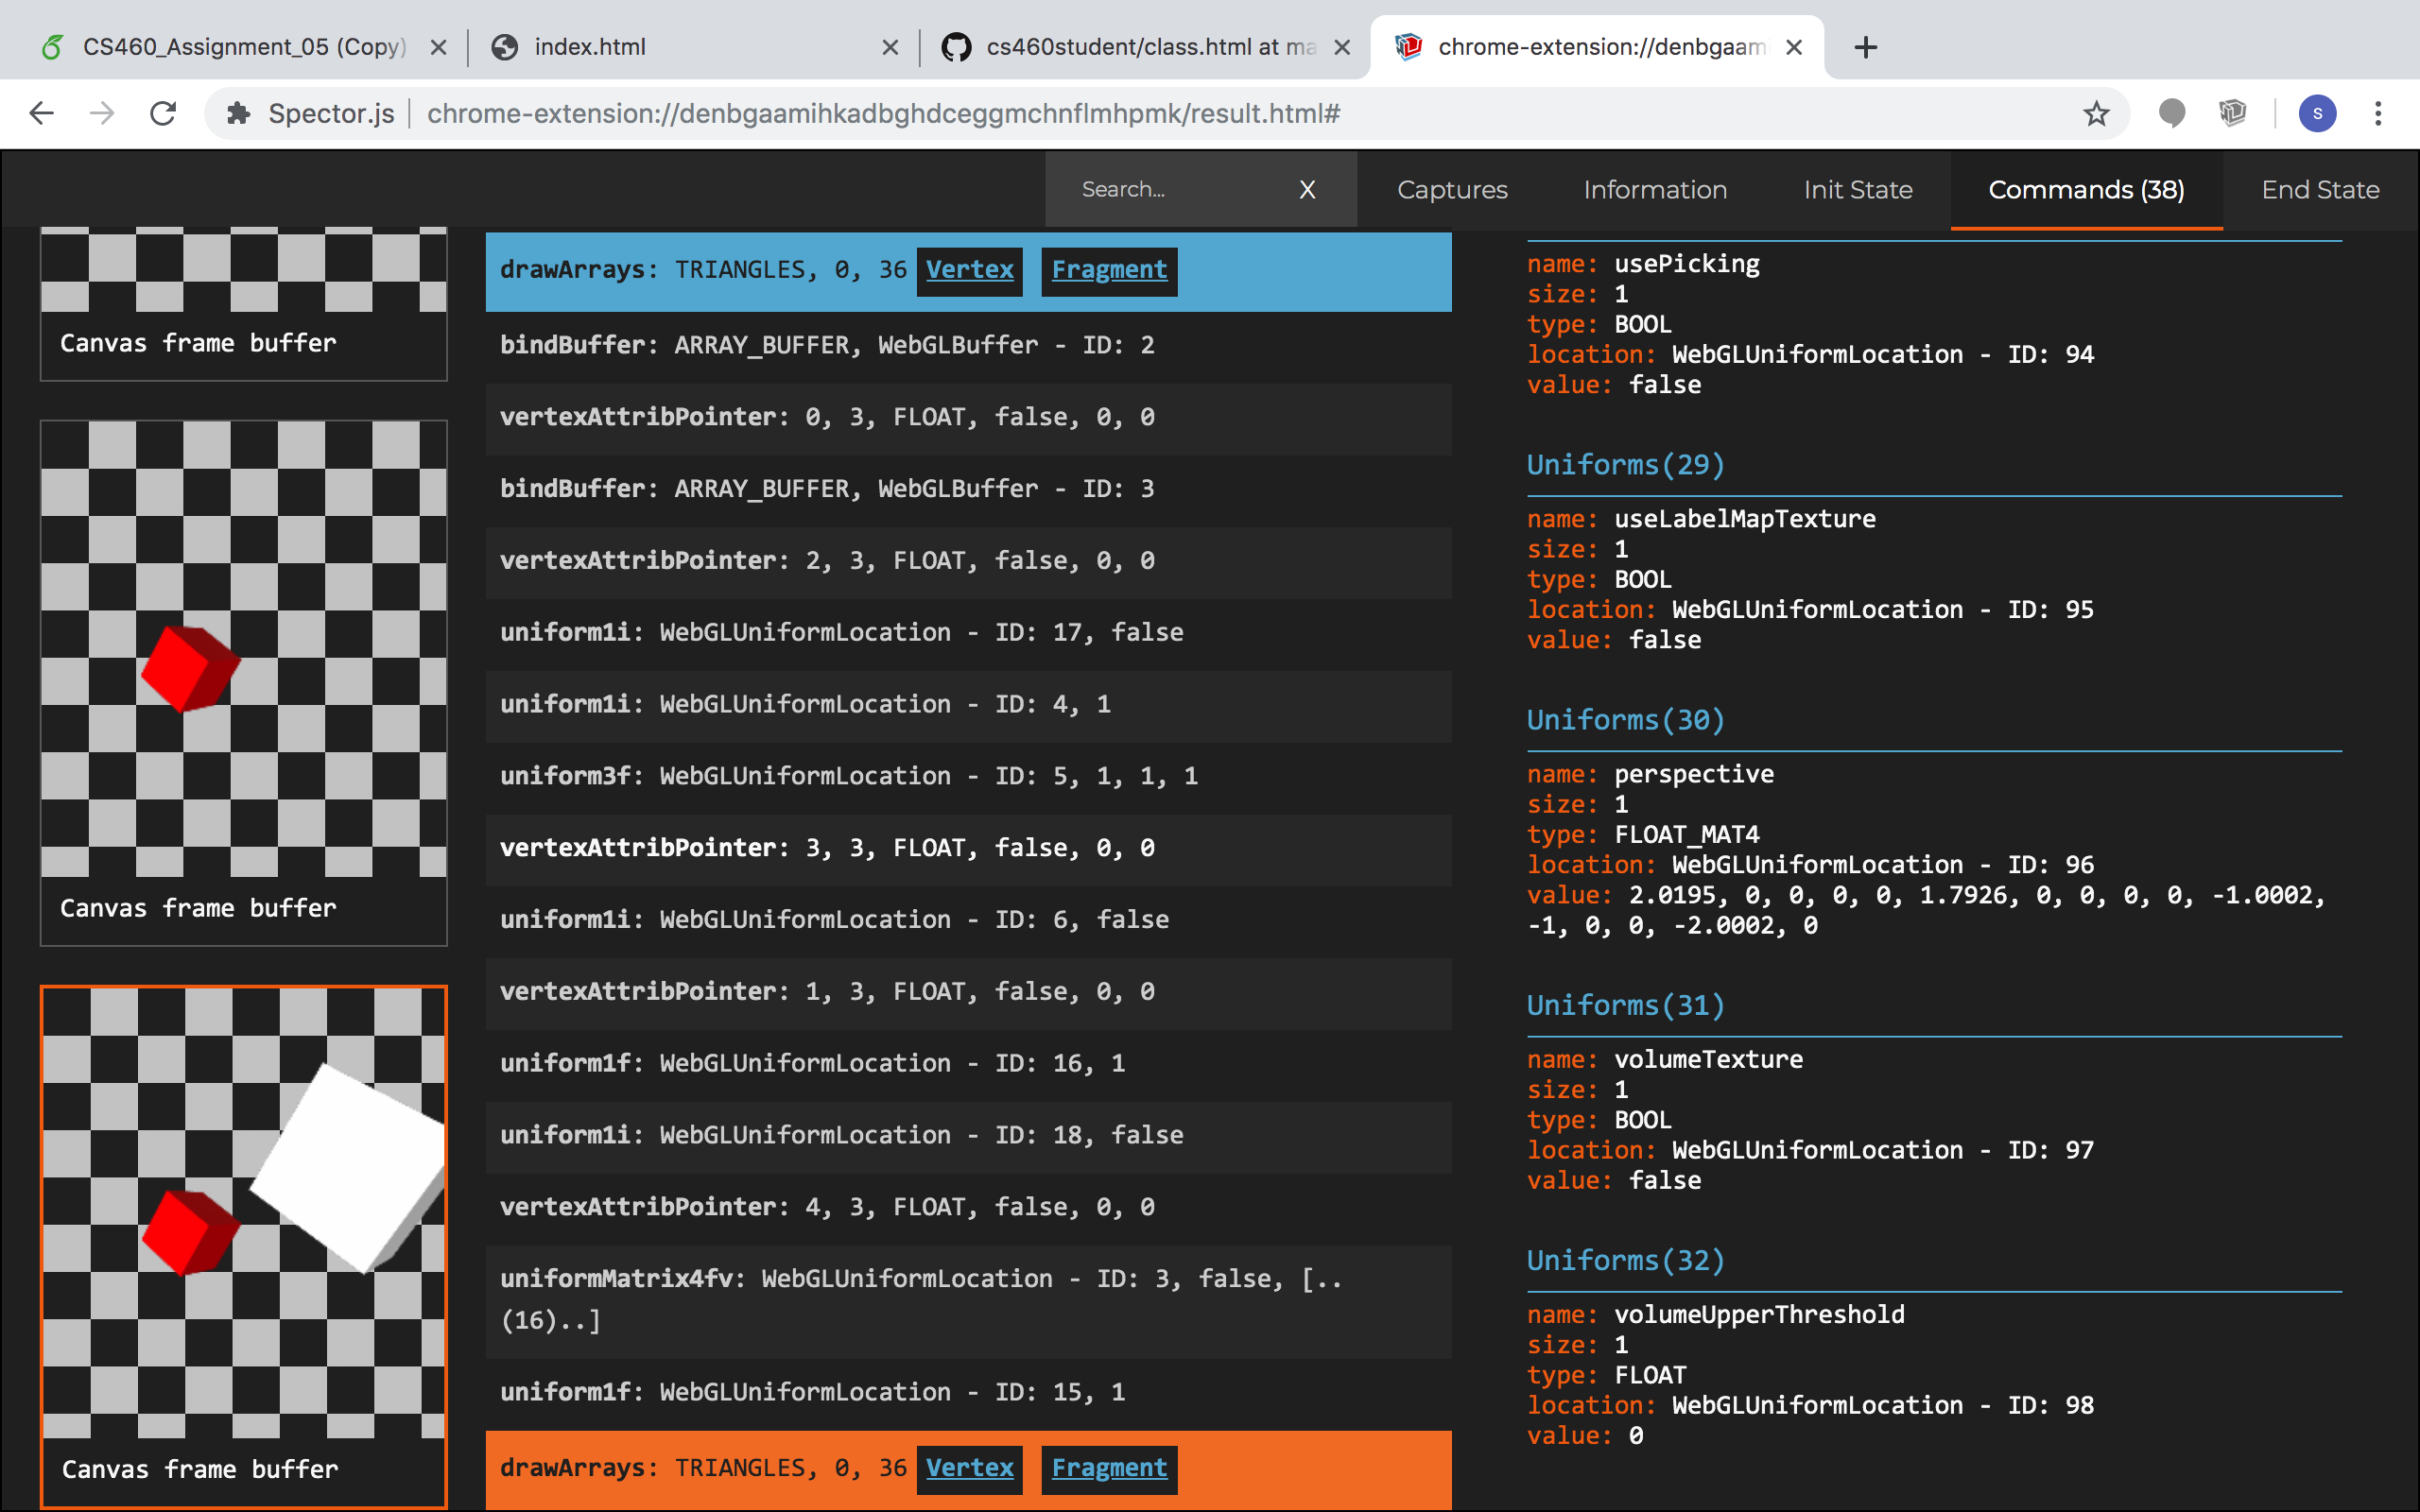 CS460_Assignment_05 (Copy)
index.html
cs460student/class.html at ma
chrome-extension://denbgaami
Spector.js
chrome-extension://denbgaamihkadbghdceggmchnflmhpmk/result.html#
s
Search...
X
Captures
Information
Init State
Commands (38)
End State
Canvas frame buffer
Canvas frame buffer
Canvas frame buffer
drawArrays: TRIANGLES, 0, 36 Vertex Fragment
bindBuffer: ARRAY_BUFFER, WebGLBuffer - ID: 2
vertexAttribPointer: 0, 3, FLOAT, false, 0, 0
bindBuffer: ARRAY_BUFFER, WebGLBuffer - ID: 3
vertexAttribPointer: 2, 3, FLOAT, false, 0, 0
uniform1i: WebGLUniformLocation - ID: 17, false
uniform1i: WebGLUniformLocation - ID: 4, 1
uniform3f: WebGLUniformLocation - ID: 5, 1, 1, 1
vertexAttribPointer: 3, 3, FLOAT, false, 0, 0
uniform1i: WebGLUniformLocation - ID: 6, false
vertexAttribPointer: 1, 3, FLOAT, false, 0, 0
uniform1f: WebGLUniformLocation - ID: 16, 1
uniform1i: WebGLUniformLocation - ID: 18, false
vertexAttribPointer: 4, 3, FLOAT, false, 0, 0
uniformMatrix4fv: WebGLUniformLocation - ID: 3, false, [..
(16)..]
uniform1f: WebGLUniformLocation - ID: 15, 1
drawArrays: TRIANGLES, 0, 36 Vertex Fragment
name: usePicking
size: 1
type: BOOL
location: WebGLUniformLocation - ID: 94
value: false
Uniforms(29)
name: useLabelMapTexture
size: 1
type: BOOL
location: WebGLUniformLocation - ID: 95
value: false
Uniforms(30)
name: perspective
size: 1
type: FLOAT_MAT4
location: WebGLUniformLocation - ID: 96
value: 2.0195, 0, 0, 0, 0, 1.7926, 0, 0, 0, 0, -1.0002,
-1, 0, 0, -2.0002, 0
Uniforms(31)
name: volumeTexture
size: 1
type: BOOL
location: WebGLUniformLocation - ID: 97
value: false
Uniforms(32)
name: volumeUpperThreshold
size: 1
type: FLOAT
location: WebGLUniformLocation - ID: 98
value: 0